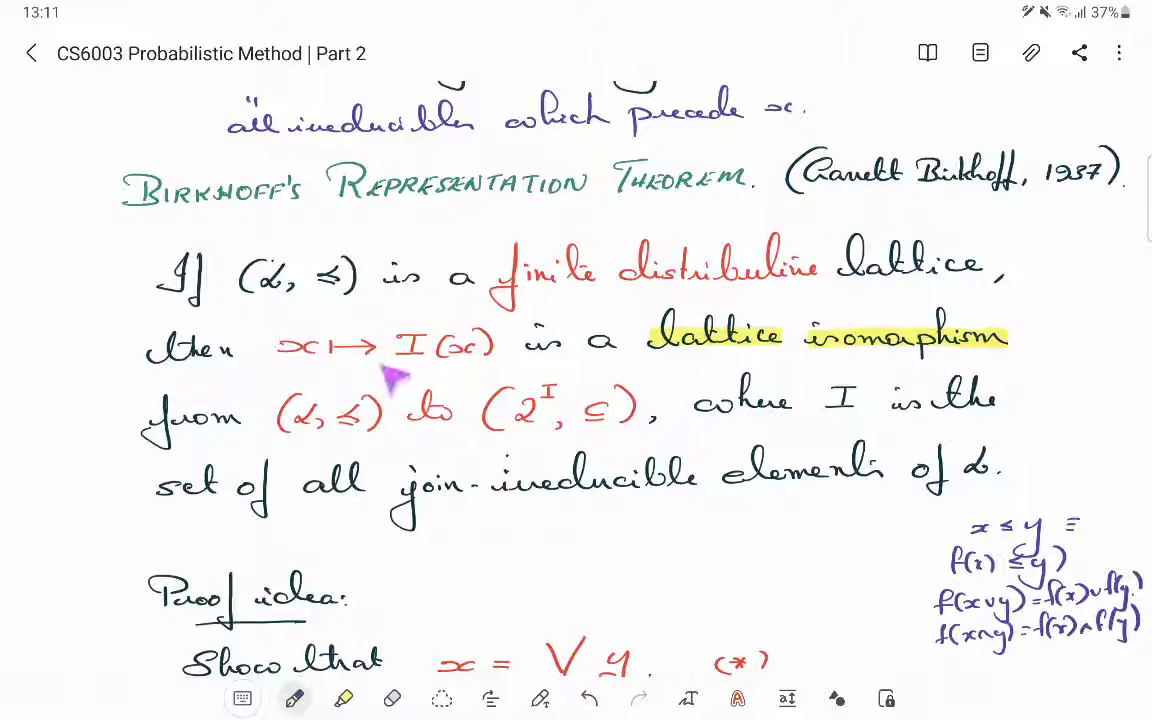 13:11
37%
CS6003 Probabilistic Method | Part 2
all irreducibles which precede x.
BIRKHOFF'S REPRESENTATION THEOREM. (Garrett Birkhoff, 1937).
If (L, ≤) is a finite distributive lattice,
then x ↦ I(x) is a lattice isomorphism
from (L, ≤) to (2^I, ⊆), where I is the
set of all join-irreducible elements of L.
x ≤ y ≡
f(x) ≤ y)
f(x∨y) = f(x)∨f(y)
f(x∧y) = f(x)∧f(y)
Proof idea:
Show that x = ∨ y. (*)